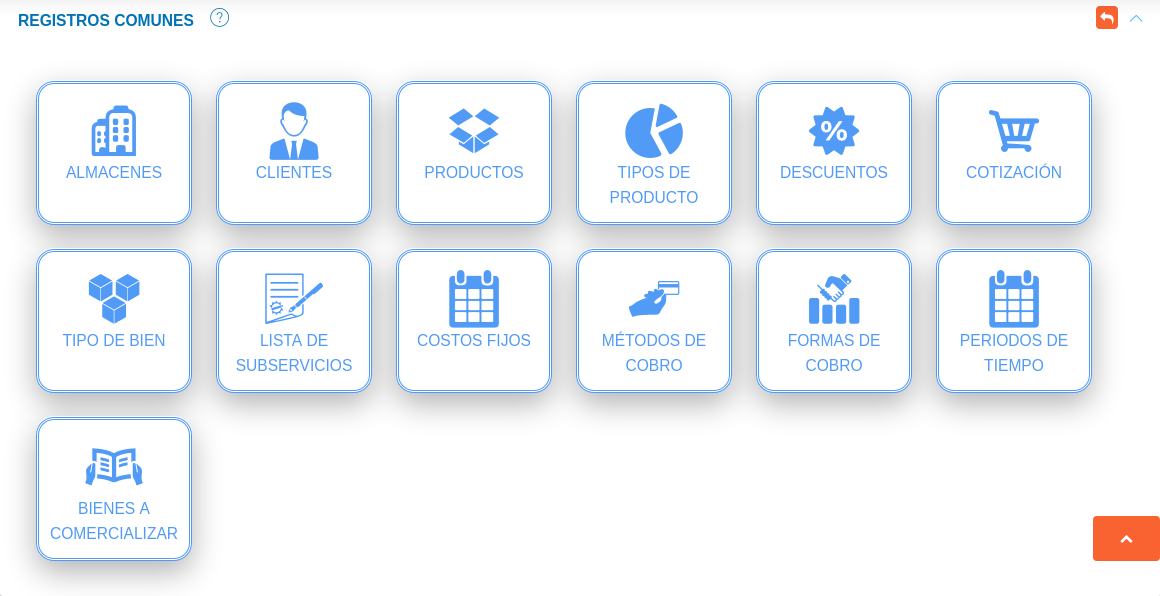 REGISTROS COMUNES ?
ALMACENES
CLIENTES
PRODUCTOS
TIPOS DE
PRODUCTO
%
DESCUENTOS
COTIZACIÓN
TIPO DE BIEN
LISTA DE
SUBSERVICIOS
COSTOS FIJOS
MÉTODOS DE
COBRO
FORMAS DE
COBRO
PERIODOS DE
TIEMPO
BIENES A
COMERCIALIZAR